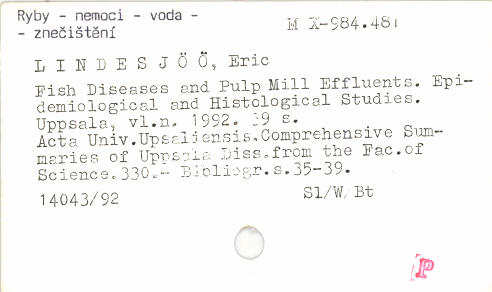 Ryby - nemoci - voda -
- znečištění
M X-984.481
L I N D E S J Ö Ö, Eric
Fish Diseases and Pulp Mill Effluents. Epi-
demiological and Histological Studies.
Uppsala, vl.n. 1992. 39 s.
Acta Univ.Upsaliensis.Comprehensive Sum-
maries of Uppsala Diss.from the Fac.of
Science.330.- Bibliogr.s.35-39.
14043/92
Sl/W, Bt
P